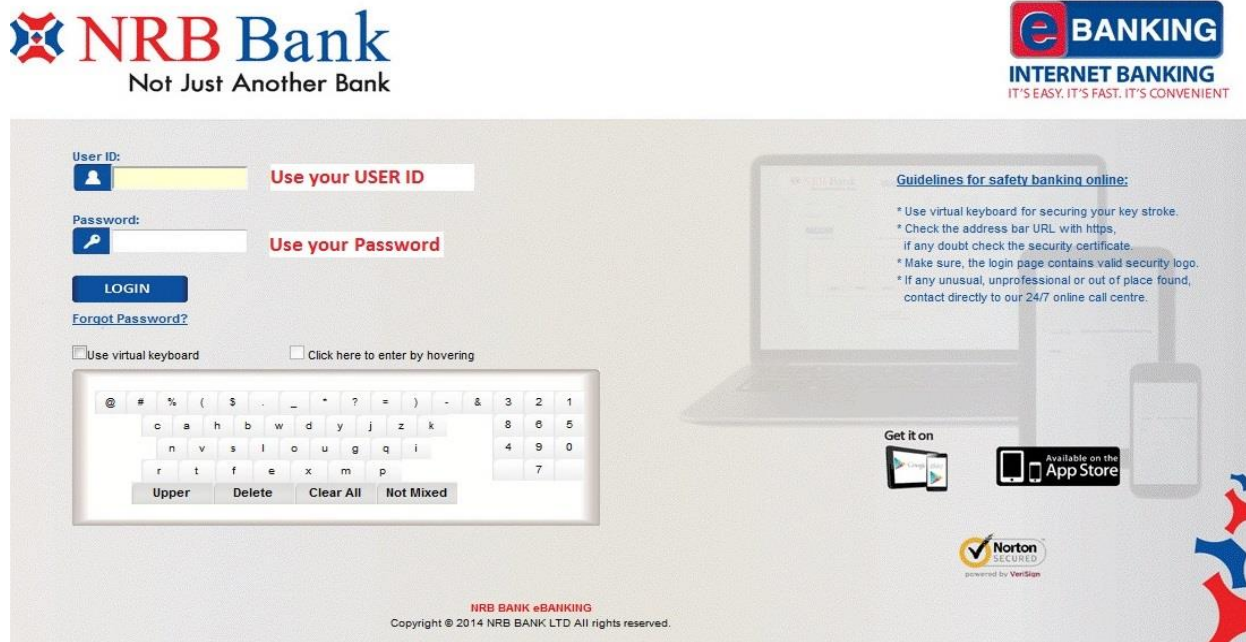 NRB Bank
Not Just Another Bank
e BANKING
INTERNET BANKING
IT'S EASY. IT'S FAST. IT'S CONVENIENT
User ID:
Use your USER ID
Password:
Use your Password
LOGIN
Forgot Password?
Use virtual keyboard
Click here to enter by hovering
@ # % ( $ . _ * ? = ) - & 3 2 1
c a h b w d y j z k 8 6 5
n v s l o u g q i 4 9 0
r t f e x m p 7
Upper Delete Clear All Not Mixed
Guidelines for safety banking online:
* Use virtual keyboard for securing your key stroke.
* Check the address bar URL with https,
if any doubt check the security certificate.
* Make sure, the login page contains valid security logo.
* If any unusual, unprofessional or out of place found,
contact directly to our 24/7 online call centre.
Get it on
Available on the
App Store
Norton
SECURED
powered by VeriSign
NRB BANK eBANKING
Copyright © 2014 NRB BANK LTD All rights reserved.